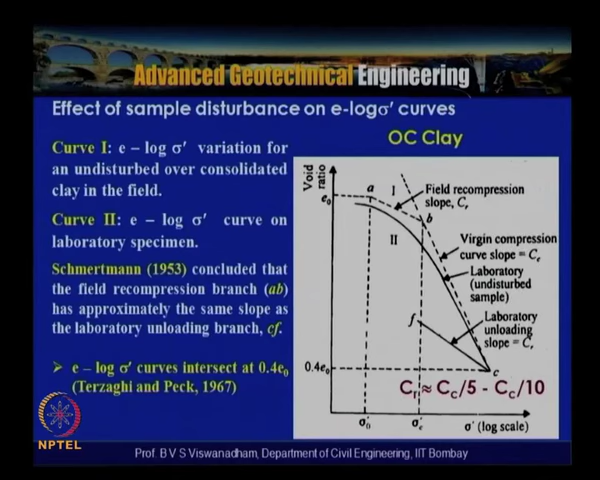 Advanced Geotechnical Engineering
Effect of sample disturbance on e-logσ′ curves
Curve I: e – log σ′ variation for
an undisturbed over consolidated
clay in the field.
Curve II: e – log σ′ curve on
laboratory specimen.
Schmertmann (1953) concluded that
the field recompression branch (ab)
has approximately the same slope as
the laboratory unloading branch, cf.
➢ e – log σ′ curves intersect at 0.4e₀
(Terzaghi and Peck, 1967)
OC Clay
Void
ratio
e₀
a
I
Field recompression
slope, Cᵣ
b
II
Virgin compression
curve slope = C꜀
Laboratory
(undisturbed
sample)
f
Laboratory
unloading
slope = Cᵣ
0.4e₀
c
Cᵣ ≈ C꜀/5 - C꜀/10
σ′₀
σ′꜀
σ′ (log scale)
NPTEL
Prof. B V S Viswanadham, Department of Civil Engineering, IIT Bombay